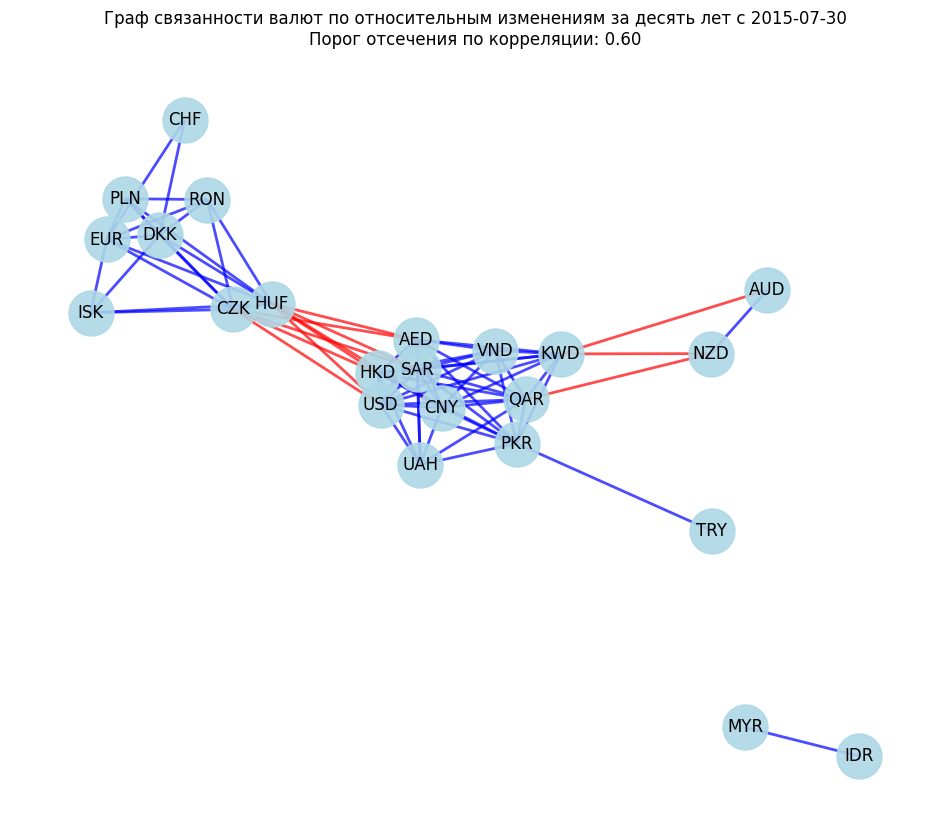 Граф связанности валют по относительным изменениям за десять лет с 2015-07-30
Порог отсечения по корреляции: 0.60
CHF
PLN
RON
EUR
DKK
ISK
CZK
HUF
AUD
AED
VND
KWD
NZD
HKD
SAR
USD
CNY
QAR
PKR
UAH
TRY
MYR
IDR